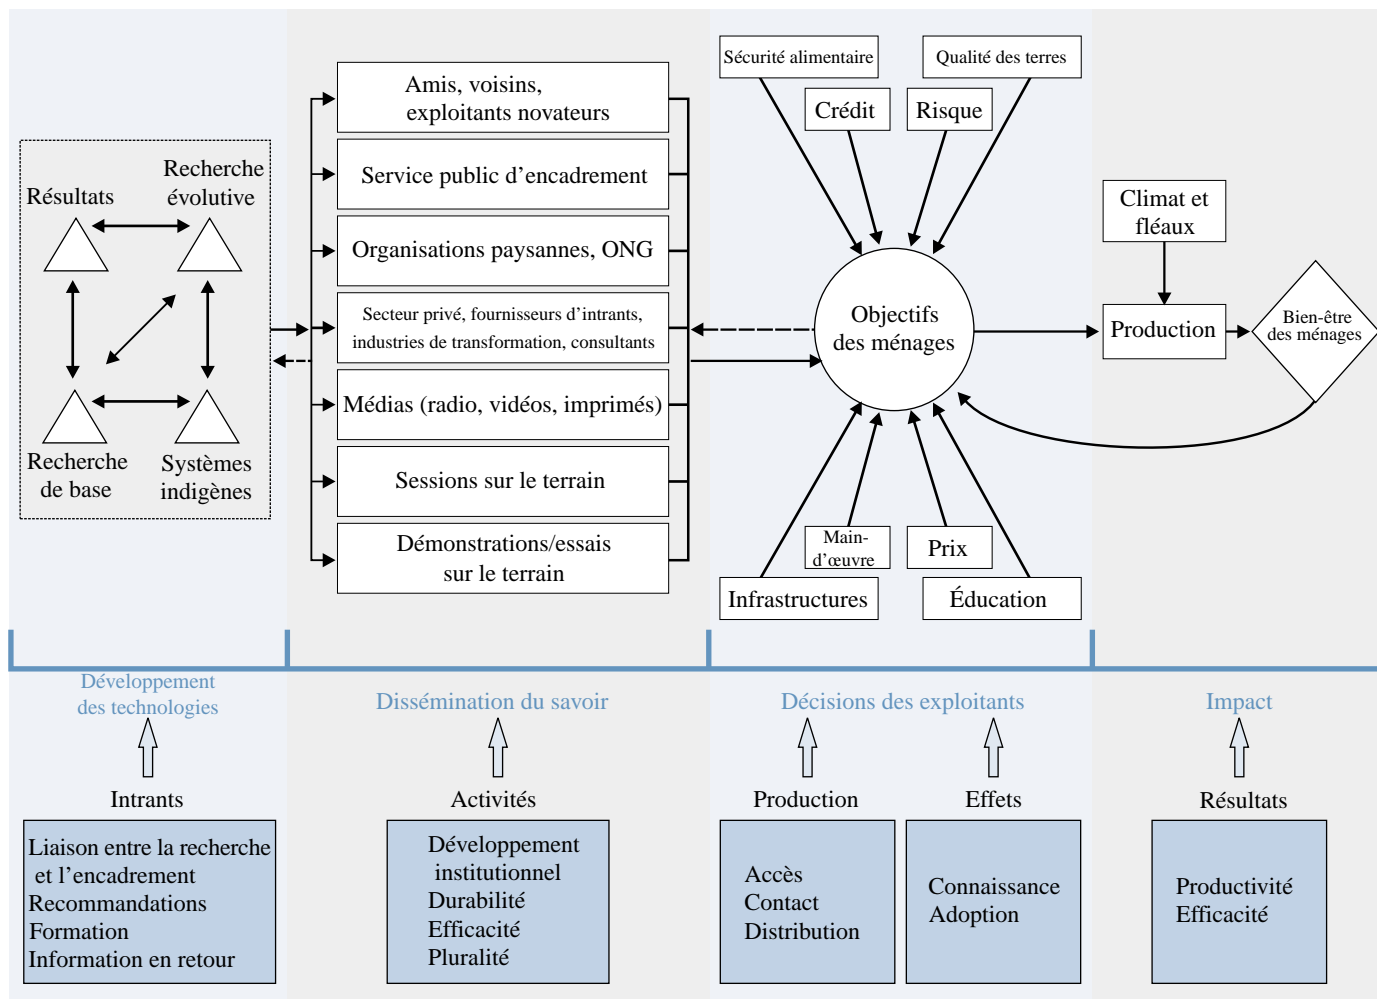 Résultats
Recherche
évolutive
Recherche
de base
Systèmes
indigènes
Amis, voisins,
exploitants novateurs
Service public d’encadrement
Organisations paysannes, ONG
Secteur privé, fournisseurs d’intrants,
industries de transformation, consultants
Médias (radio, vidéos, imprimés)
Sessions sur le terrain
Démonstrations/essais
sur le terrain
Sécurité alimentaire
Qualité des terres
Crédit
Risque
Objectifs
des ménages
Main-
d’œuvre
Prix
Infrastructures
Éducation
Climat et
fléaux
Production
Bien-être
des ménages
Développement
des technologies
Dissémination du savoir
Décisions des exploitants
Impact
Intrants
Activités
Production
Effets
Résultats
Liaison entre la recherche
et l’encadrement
Recommandations
Formation
Information en retour
Développement
institutionnel
Durabilité
Efficacité
Pluralité
Accès
Contact
Distribution
Connaissance
Adoption
Productivité
Efficacité